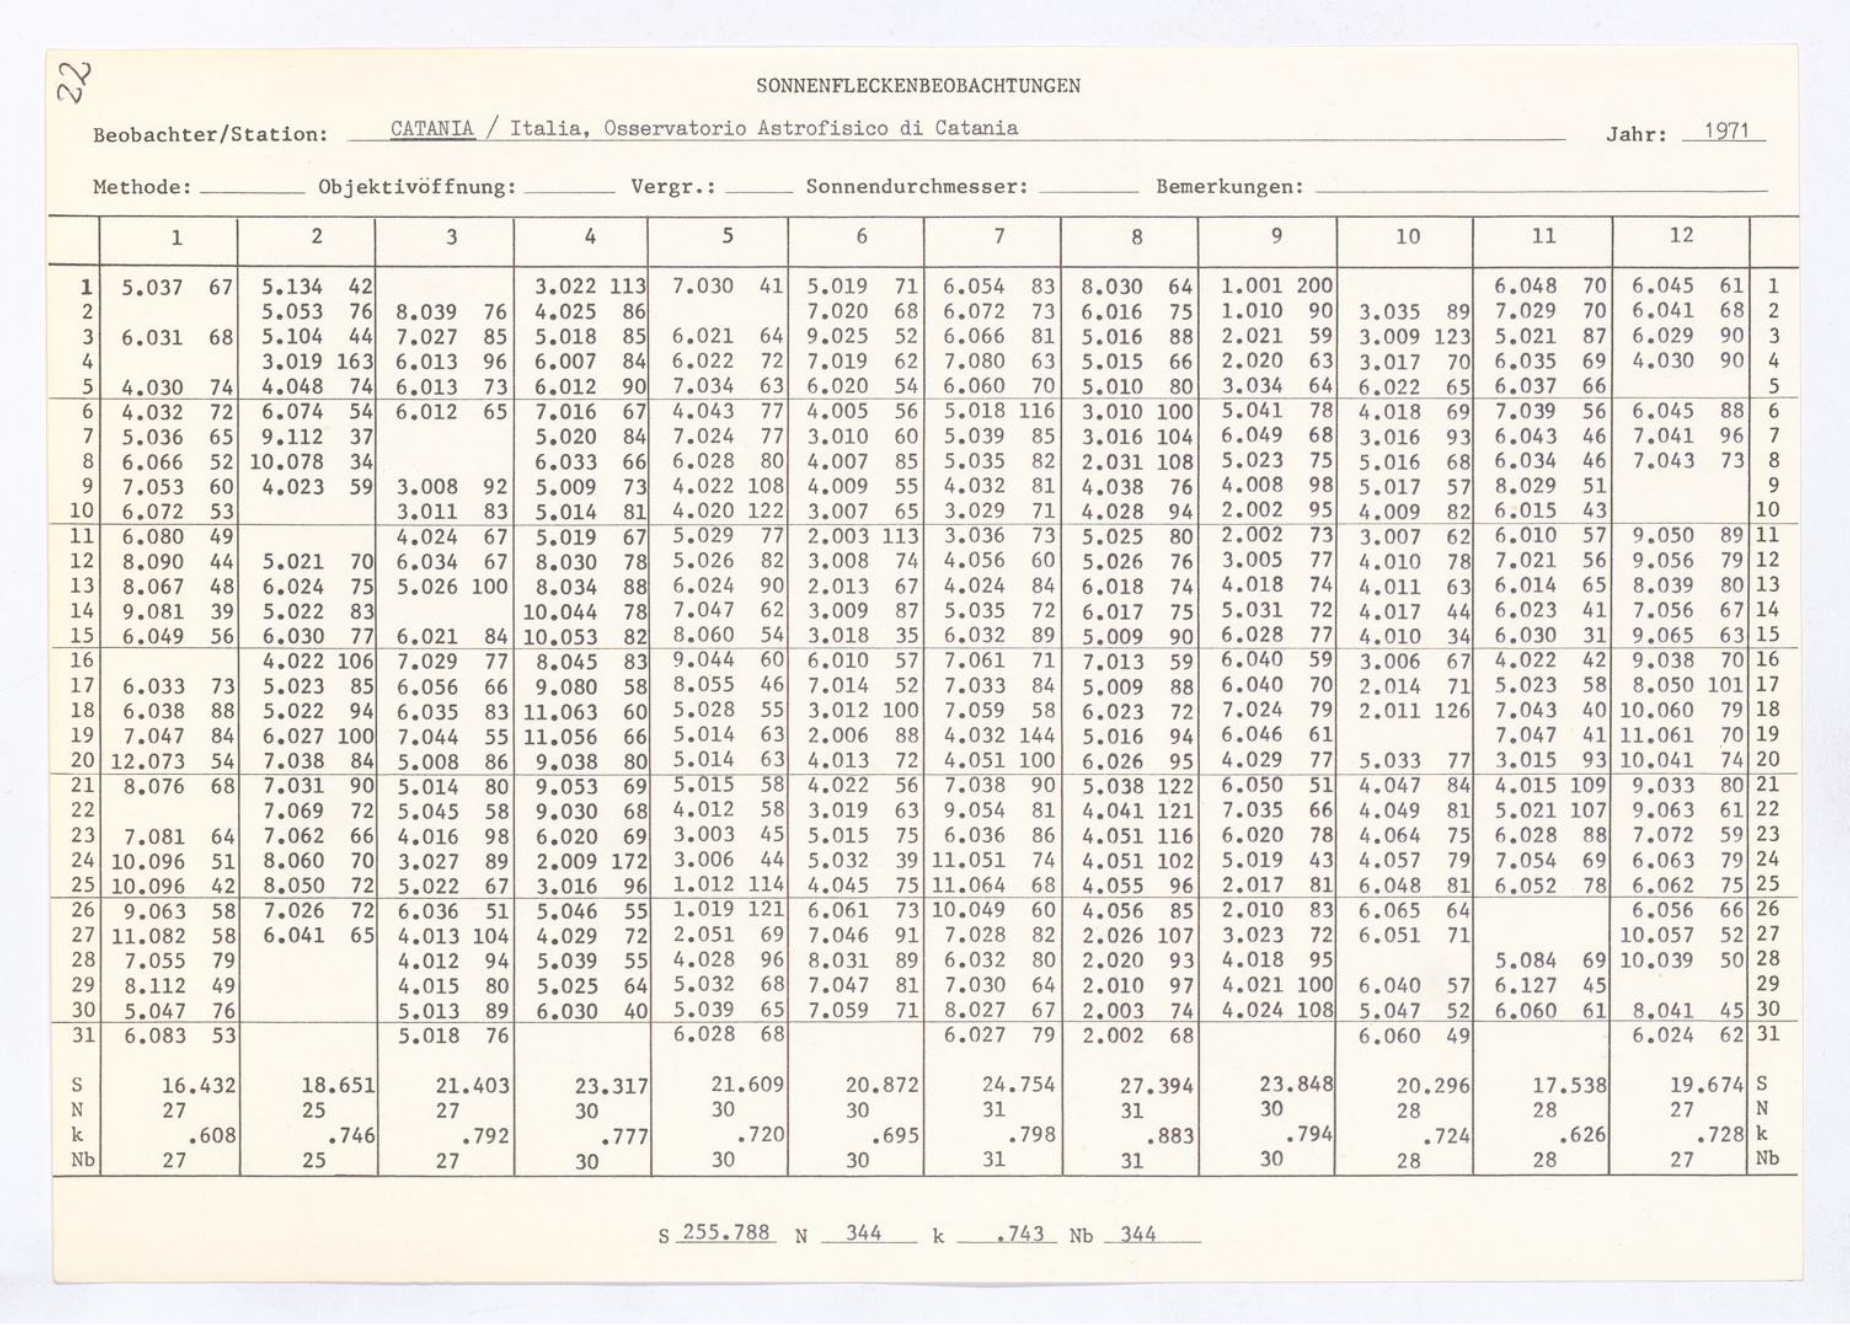 22
SONNENFLECKENBEOBACHTUNGEN
Beobachter/Station: CATANIA / Italia, Osservatorio Astrofisico di Catania Jahr: 1971
Methode: Objektivöffnung: Vergr.: Sonnendurchmesser: Bemerkungen:
1 2 3 4 5 6 7 8 9 10 11 12
1 5.037 67 5.134 42 3.022 113 7.030 41 5.019 71 6.054 83 8.030 64 1.001 200 6.048 70 6.045 61 1
2 5.053 76 8.039 76 4.025 86 7.020 68 6.072 73 6.016 75 1.010 90 3.035 89 7.029 70 6.041 68 2
3 6.031 68 5.104 44 7.027 85 5.018 85 6.021 64 9.025 52 6.066 81 5.016 88 2.021 59 3.009 123 5.021 87 6.029 90 3
4 3.019 163 6.013 96 6.007 84 6.022 72 7.019 62 7.080 63 5.015 66 2.020 63 3.017 70 6.035 69 4.030 90 4
5 4.030 74 4.048 74 6.013 73 6.012 90 7.034 63 6.020 54 6.060 70 5.010 80 3.034 64 6.022 65 6.037 66 5
6 4.032 72 6.074 54 6.012 65 7.016 67 4.043 77 4.005 56 5.018 116 3.010 100 5.041 78 4.018 69 7.039 56 6.045 88 6
7 5.036 65 9.112 37 5.020 84 7.024 77 3.010 60 5.039 85 3.016 104 6.049 68 3.016 93 6.043 46 7.041 96 7
8 6.066 52 10.078 34 6.033 66 6.028 80 4.007 85 5.035 82 2.031 108 5.023 75 5.016 68 6.034 46 7.043 73 8
9 7.053 60 4.023 59 3.008 92 5.009 73 4.022 108 4.009 55 4.032 81 4.038 76 4.008 98 5.017 57 8.029 51 9
10 6.072 53 3.011 83 5.014 81 4.020 122 3.007 65 3.029 71 4.028 94 2.002 95 4.009 82 6.015 43 10
11 6.080 49 4.024 67 5.019 67 5.029 77 2.003 113 3.036 73 5.025 80 2.002 73 3.007 62 6.010 57 9.050 89 11
12 8.090 44 5.021 70 6.034 67 8.030 78 5.026 82 3.008 74 4.056 60 5.026 76 3.005 77 4.010 78 7.021 56 9.056 79 12
13 8.067 48 6.024 75 5.026 100 8.034 88 6.024 90 2.013 67 4.024 84 6.018 74 4.018 74 4.011 63 6.014 65 8.039 80 13
14 9.081 39 5.022 83 10.044 78 7.047 62 3.009 87 5.035 72 6.017 75 5.031 72 4.017 44 6.023 41 7.056 67 14
15 6.049 56 6.030 77 6.021 84 10.053 82 8.060 54 3.018 35 6.032 89 5.009 90 6.028 77 4.010 34 6.030 31 9.065 63 15
16 4.022 106 7.029 77 8.045 83 9.044 60 6.010 57 7.061 71 7.013 59 6.040 59 3.006 67 4.022 42 9.038 70 16
17 6.033 73 5.023 85 6.056 66 9.080 58 8.055 46 7.014 52 7.033 84 5.009 88 6.040 70 2.014 71 5.023 58 8.050 101 17
18 6.038 88 5.022 94 6.035 83 11.063 60 5.028 55 3.012 100 7.059 58 6.023 72 7.024 79 2.011 126 7.043 40 10.060 79 18
19 7.047 84 6.027 100 7.044 55 11.056 66 5.014 63 2.006 88 4.032 144 5.016 94 6.046 61 7.047 41 11.061 70 19
20 12.073 54 7.038 84 5.008 86 9.038 80 5.014 63 4.013 72 4.051 100 6.026 95 4.029 77 5.033 77 3.015 93 10.041 74 20
21 8.076 68 7.031 90 5.014 80 9.053 69 5.015 58 4.022 56 7.038 90 5.038 122 6.050 51 4.047 84 4.015 109 9.033 80 21
22 7.069 72 5.045 58 9.030 68 4.012 58 3.019 63 9.054 81 4.041 121 7.035 66 4.049 81 5.021 107 9.063 61 22
23 7.081 64 7.062 66 4.016 98 6.020 69 3.003 45 5.015 75 6.036 86 4.051 116 6.020 78 4.064 75 6.028 88 7.072 59 23
24 10.096 51 8.060 70 3.027 89 2.009 172 3.006 44 5.032 39 11.051 74 4.051 102 5.019 43 4.057 79 7.054 69 6.063 79 24
25 10.096 42 8.050 72 5.022 67 3.016 96 1.012 114 4.045 75 11.064 68 4.055 96 2.017 81 6.048 81 6.052 78 6.062 75 25
26 9.063 58 7.026 72 6.036 51 5.046 55 1.019 121 6.061 73 10.049 60 4.056 85 2.010 83 6.065 64 6.056 66 26
27 11.082 58 6.041 65 4.013 104 4.029 72 2.051 69 7.046 91 7.028 82 2.026 107 3.023 72 6.051 71 10.057 52 27
28 7.055 79 4.012 94 5.039 55 4.028 96 8.031 89 6.032 80 2.020 93 4.018 95 5.084 69 10.039 50 28
29 8.112 49 4.015 80 5.025 64 5.032 68 7.047 81 7.030 64 2.010 97 4.021 100 6.040 57 6.127 45 29
30 5.047 76 5.013 89 6.030 40 5.039 65 7.059 71 8.027 67 2.003 74 4.024 108 5.047 52 6.060 61 8.041 45 30
31 6.083 53 5.018 76 6.028 68 6.027 79 2.002 68 6.060 49 6.024 62 31
S 16.432 18.651 21.403 23.317 21.609 20.872 24.754 27.394 23.848 20.296 17.538 19.674 S
N 27 25 27 30 30 30 31 31 30 28 28 27 N
k .608 .746 .792 .777 .720 .695 .798 .883 .794 .724 .626 .728 k
Nb 27 25 27 30 30 30 31 31 30 28 28 27 Nb
S 255.788 N 344 k .743 Nb 344